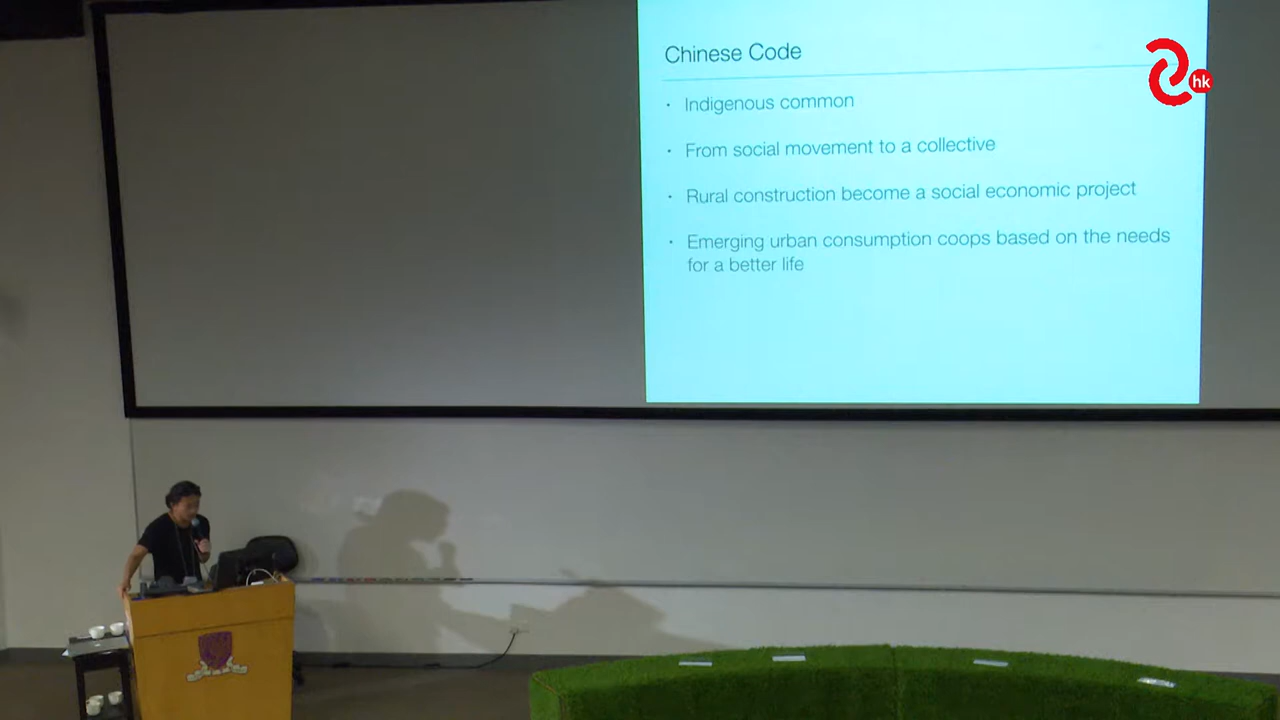 Chinese Code
hk
• Indigenous common
• From social movement to a collective
• Rural construction become a social economic project
• Emerging urban consumption coops based on the needs
for a better life